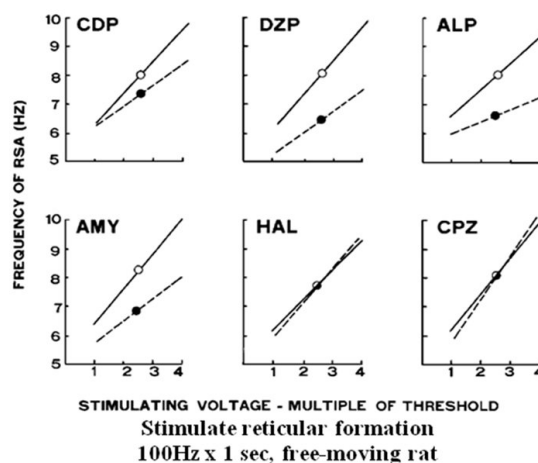 CDP DZP ALP
10
9
8
7
6
5
FREQUENCY OF RSA (HZ)
AMY HAL CPZ
10
9
8
7
6
5
1 2 3 4 1 2 3 4 1 2 3 4
STIMULATING VOLTAGE - MULTIPLE OF THRESHOLD
Stimulate reticular formation
100Hz x 1 sec, free-moving rat